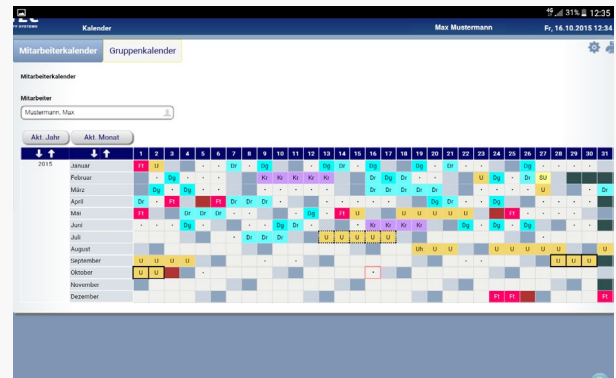 31% 12:35
Kalender Max Mustermann Fr, 16.10.2015 12:34
Mitarbeiterkalender Gruppenkalender
Mitarbeiterkalender
Mitarbeiter
Mustermann, Max
Akt. Jahr Akt. Monat
1 2 3 4 5 6 7 8 9 10 11 12 13 14 15 16 17 18 19 20 21 22 23 24 25 26 27 28 29 30 31
2015 Januar Ft U Dr Dg Dg Dr Dg Dg Dr Dg
Februar Dg Kr Kr Kr Kr Kr Dr Dg Dr U Dg Dr SU
März Dg Dg Dr Dr Dr Dr Dr U Dr
April Dr Ft Ft Dr Dr Dr Dg Dr Dg
Mai Ft Dr Dr Dr Dg Ft U U U U U U Ft
Juni Dg Dg Dr Kr Kr Kr Kr Dg Dg Dg
Juli Dr Dr Dr U U U U U
August Uh U U U U U U U U
September U U U U U U U
Oktober U U
November
Dezember Ft Ft Ft